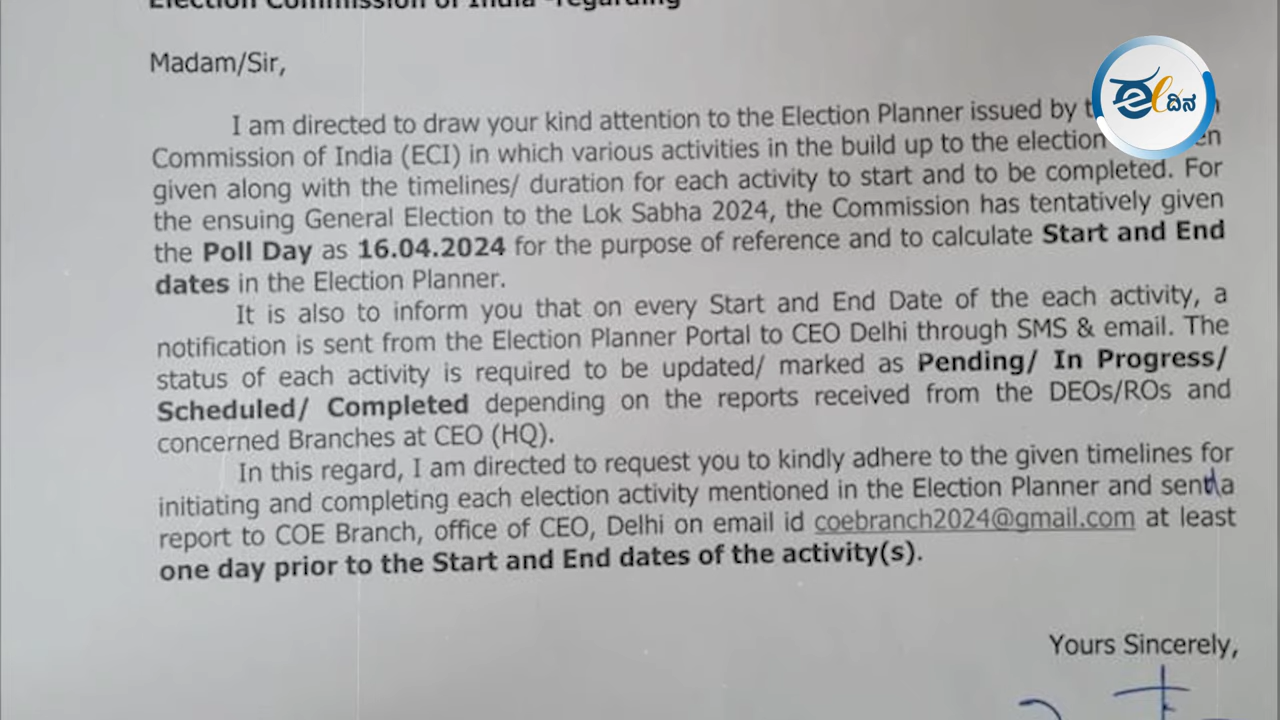 Election Commission of India -regarding
Madam/Sir,
I am directed to draw your kind attention to the Election Planner issued by
Commission of India (ECI) in which various activities in the build up to the election
given along with the timelines/ duration for each activity to start and to be completed. For
the ensuing General Election to the Lok Sabha 2024, the Commission has tentatively given
the Poll Day as 16.04.2024 for the purpose of reference and to calculate Start and End
dates in the Election Planner.
It is also to inform you that on every Start and End Date of the each activity, a
notification is sent from the Election Planner Portal to CEO Delhi through SMS & email. The
status of each activity is required to be updated/ marked as Pending/ In Progress/
Scheduled/ Completed depending on the reports received from the DEOs/ROs and
concerned Branches at CEO (HQ).
In this regard, I am directed to request you to kindly adhere to the given timelines for
initiating and completing each election activity mentioned in the Election Planner and sent a
report to COE Branch, office of CEO, Delhi on email id coebranch2024@gmail.com at least
one day prior to the Start and End dates of the activity(s).
Yours Sincerely,
ದಿನ